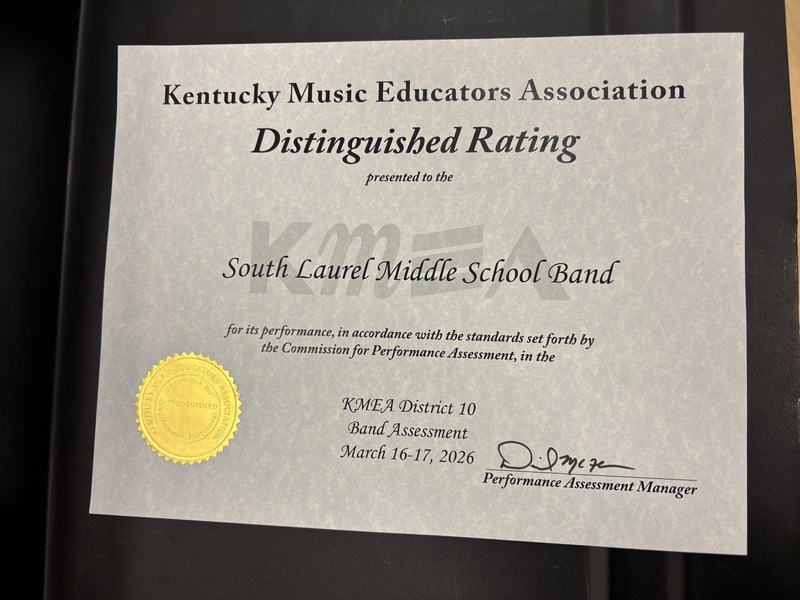 Kentucky Music Educators Association
Distinguished Rating
presented to the
KMEA
South Laurel Middle School Band
for its performance, in accordance with the standards set forth by
the Commission for Performance Assessment, in the
KMEA District 10
Band Assessment
March 16-17, 2026
Performance Assessment Manager
DISTINGUISHED